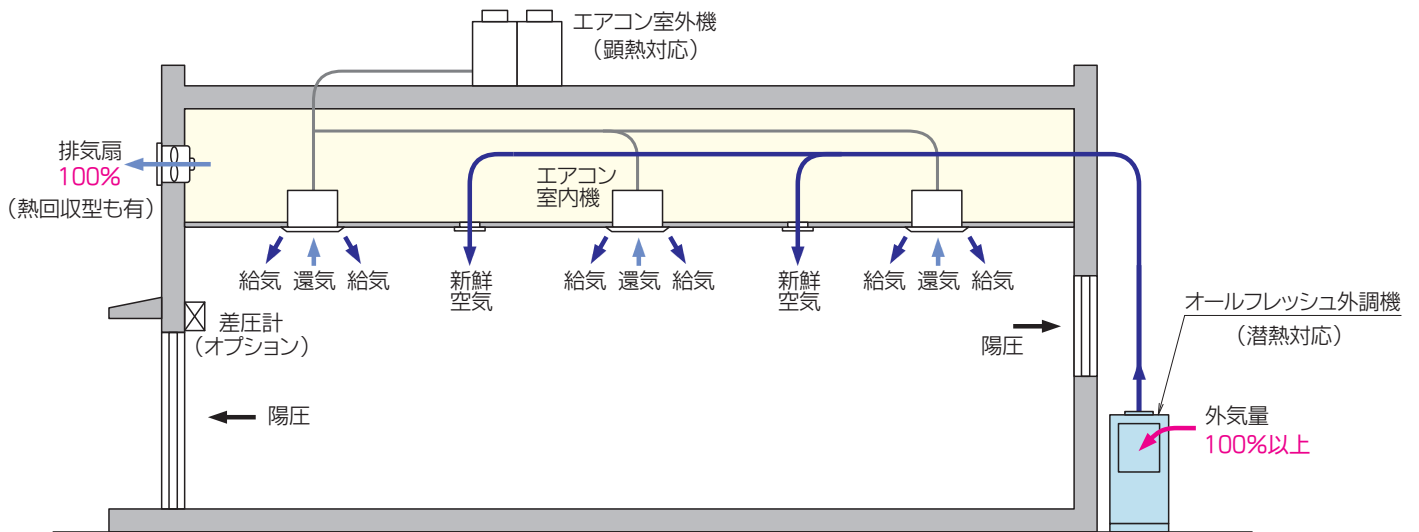 エアコン室外機
（顕熱対応）
排気扇
100%
（熱回収型も有）
エアコン
室内機
給気 還気 給気
新鮮
空気
給気 還気 給気
新鮮
空気
給気 還気 給気
差圧計
（オプション）
陽圧
陽圧
オールフレッシュ外調機
（潜熱対応）
外気量
100%以上